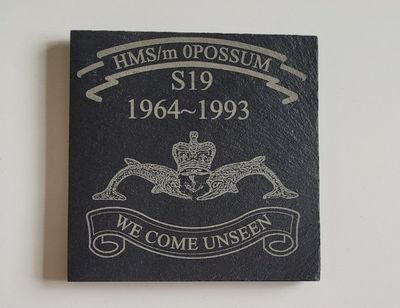 HMS/m 0POSSUM
S19
1964~1993
WE COME UNSEEN